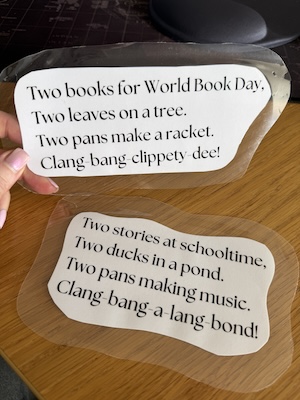 Two books for World Book Day,
Two leaves on a tree.
Two pans make a racket.
Clang-bang-clippety-dee!
Two stories at schooltime,
Two ducks in a pond.
Two pans making music.
Clang-bang-a-lang-bond!